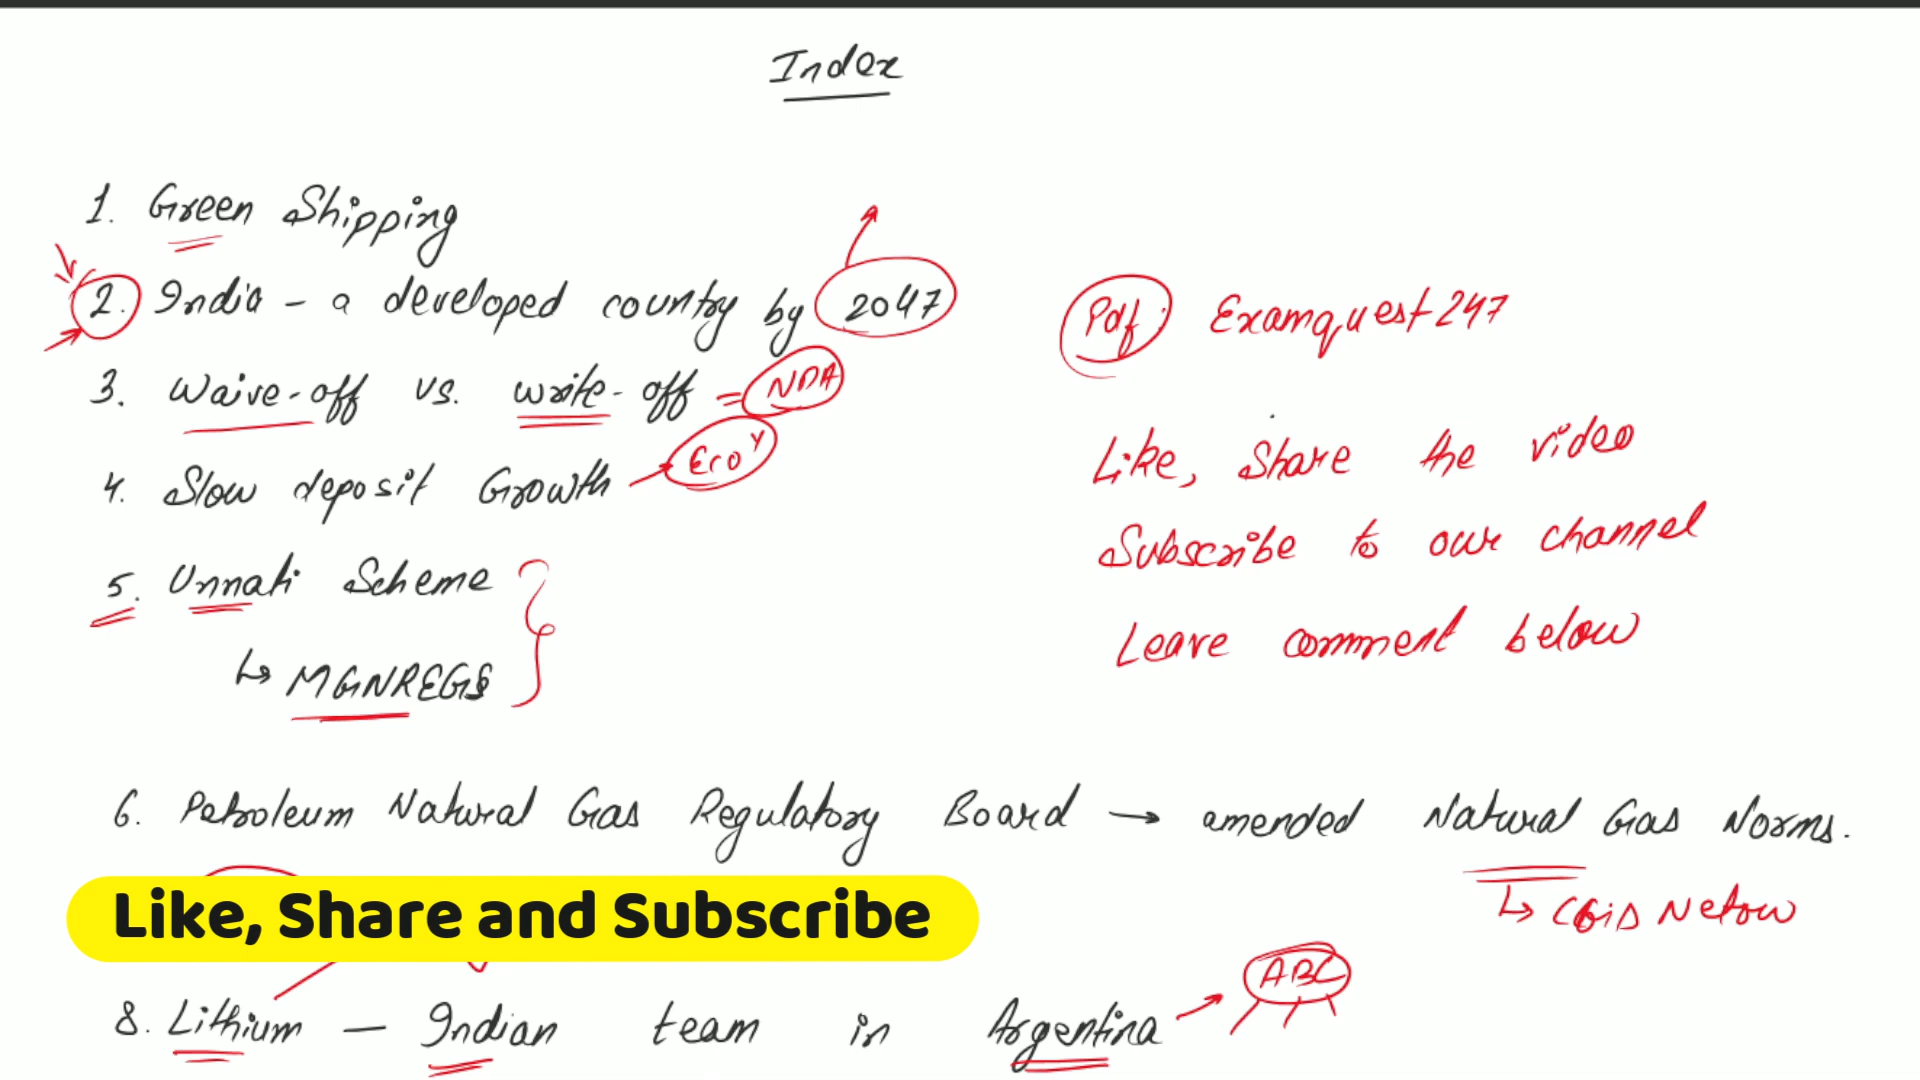 Index
1. Green Shipping
2. India - a developed country by 2047
3. Waive-off vs. write-off = NPA
4. Slow deposit Growth → Eco Y
5. Unnati Scheme
↳ MGNREGS
Pdf: Examquest247
Like, Share the video
Subscribe to our channel
Leave comment below
6. Petroleum Natural Gas Regulatory Board → amended Natural Gas Norms.
↳ CGD
Like, Share and Subscribe
8. Lithium - Indian team in Argentina → ABC